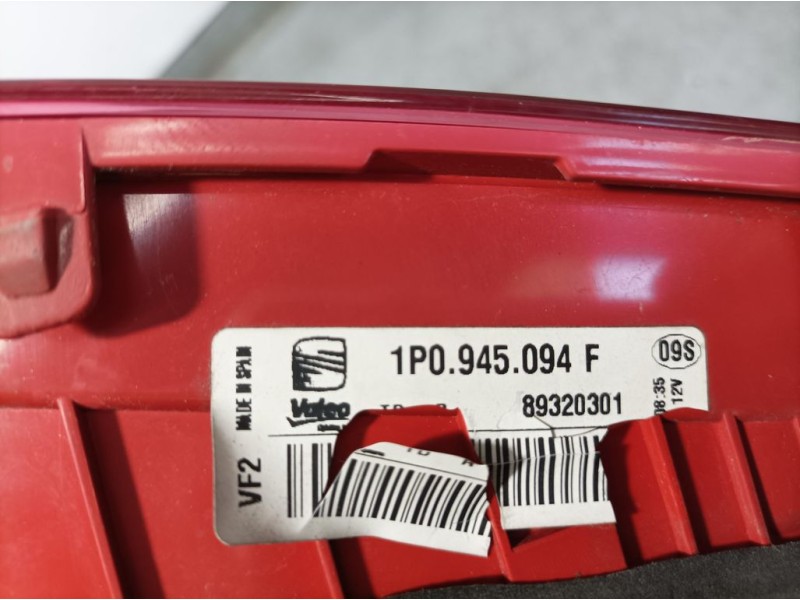 1P0.945.094 F
09S
MADE IN SPAIN
Valeo
89320301
08:35
12V
VF2